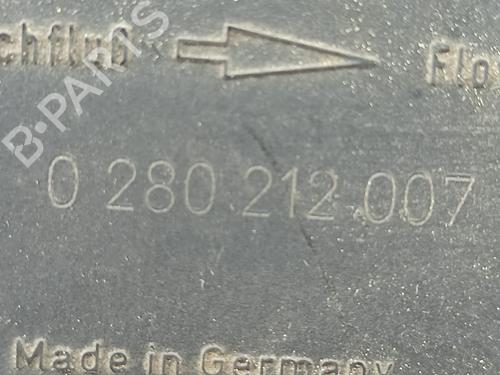 chfluß Flo
B-PARTS
0 280 212 007
Made in Germany